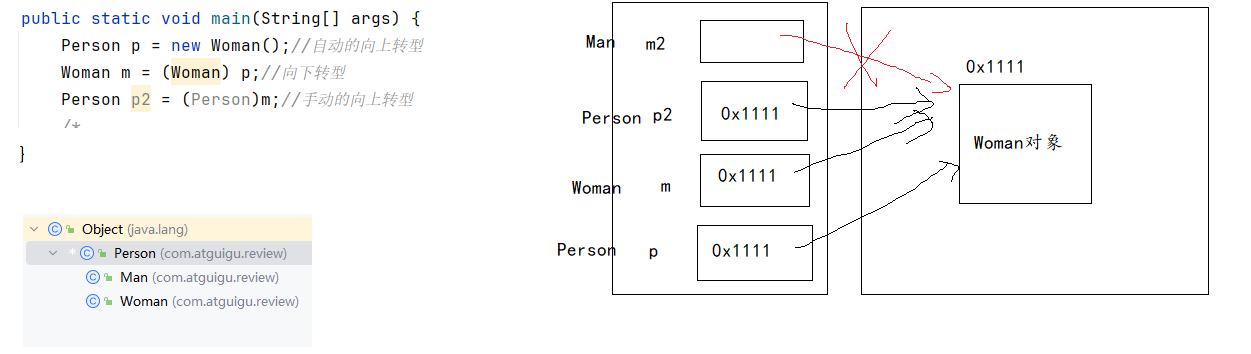 public static void main(String[] args) {
Person p = new Woman();//自动的向上转型
Woman m = (Woman) p;//向下转型
Person p2 = (Person)m;//手动的向上转型
/*
}
Object (java.lang)
Person (com.atguigu.review)
Man (com.atguigu.review)
Woman (com.atguigu.review)
Man m2
Person p2 0x1111
Woman m 0x1111
Person p 0x1111
0x1111
Woman对象